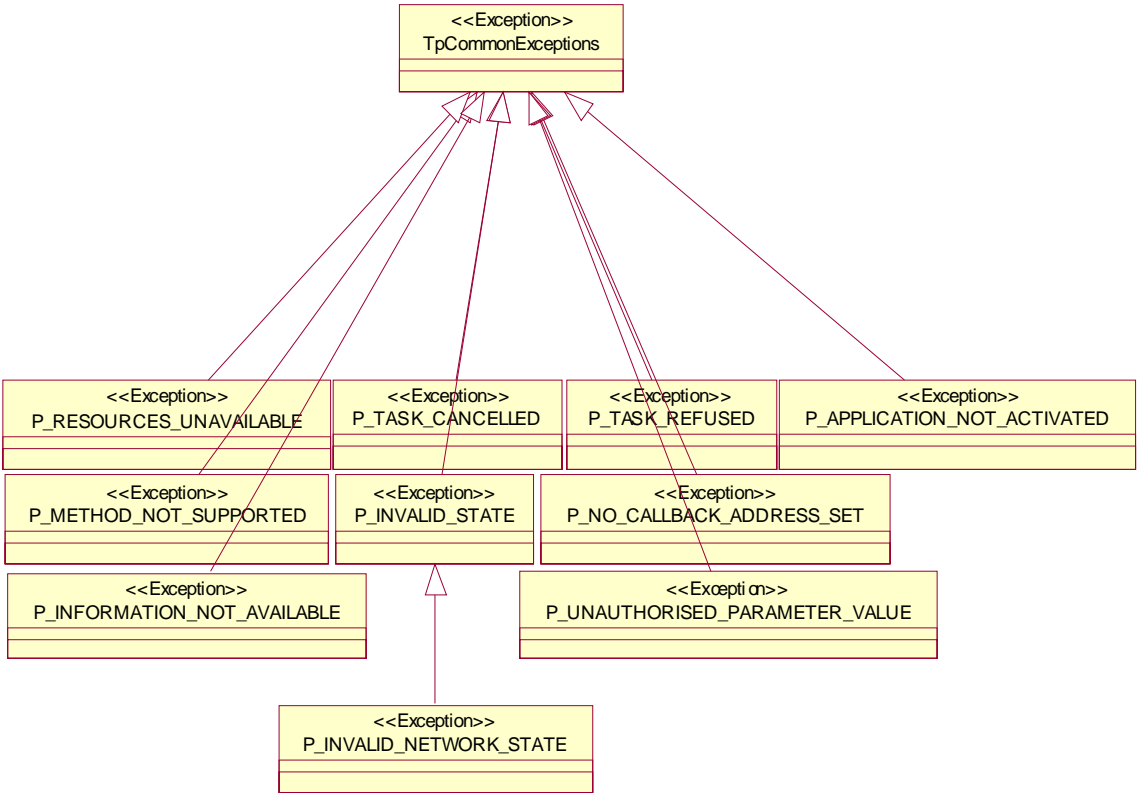 <<Exception>>
TpCommonExceptions
<<Exception>>
P_RESOURCES_UNAVAILABLE
<<Exception>>
P_TASK_CANCELLED
<<Exception>>
P_TASK_REFUSED
<<Exception>>
P_APPLICATION_NOT_ACTIVATED
<<Exception>>
P_METHOD_NOT_SUPPORTED
<<Exception>>
P_INVALID_STATE
<<Exception>>
P_NO_CALLBACK_ADDRESS_SET
<<Exception>>
P_INFORMATION_NOT_AVAILABLE
<<Exception>>
P_UNAUTHORISED_PARAMETER_VALUE
<<Exception>>
P_INVALID_NETWORK_STATE